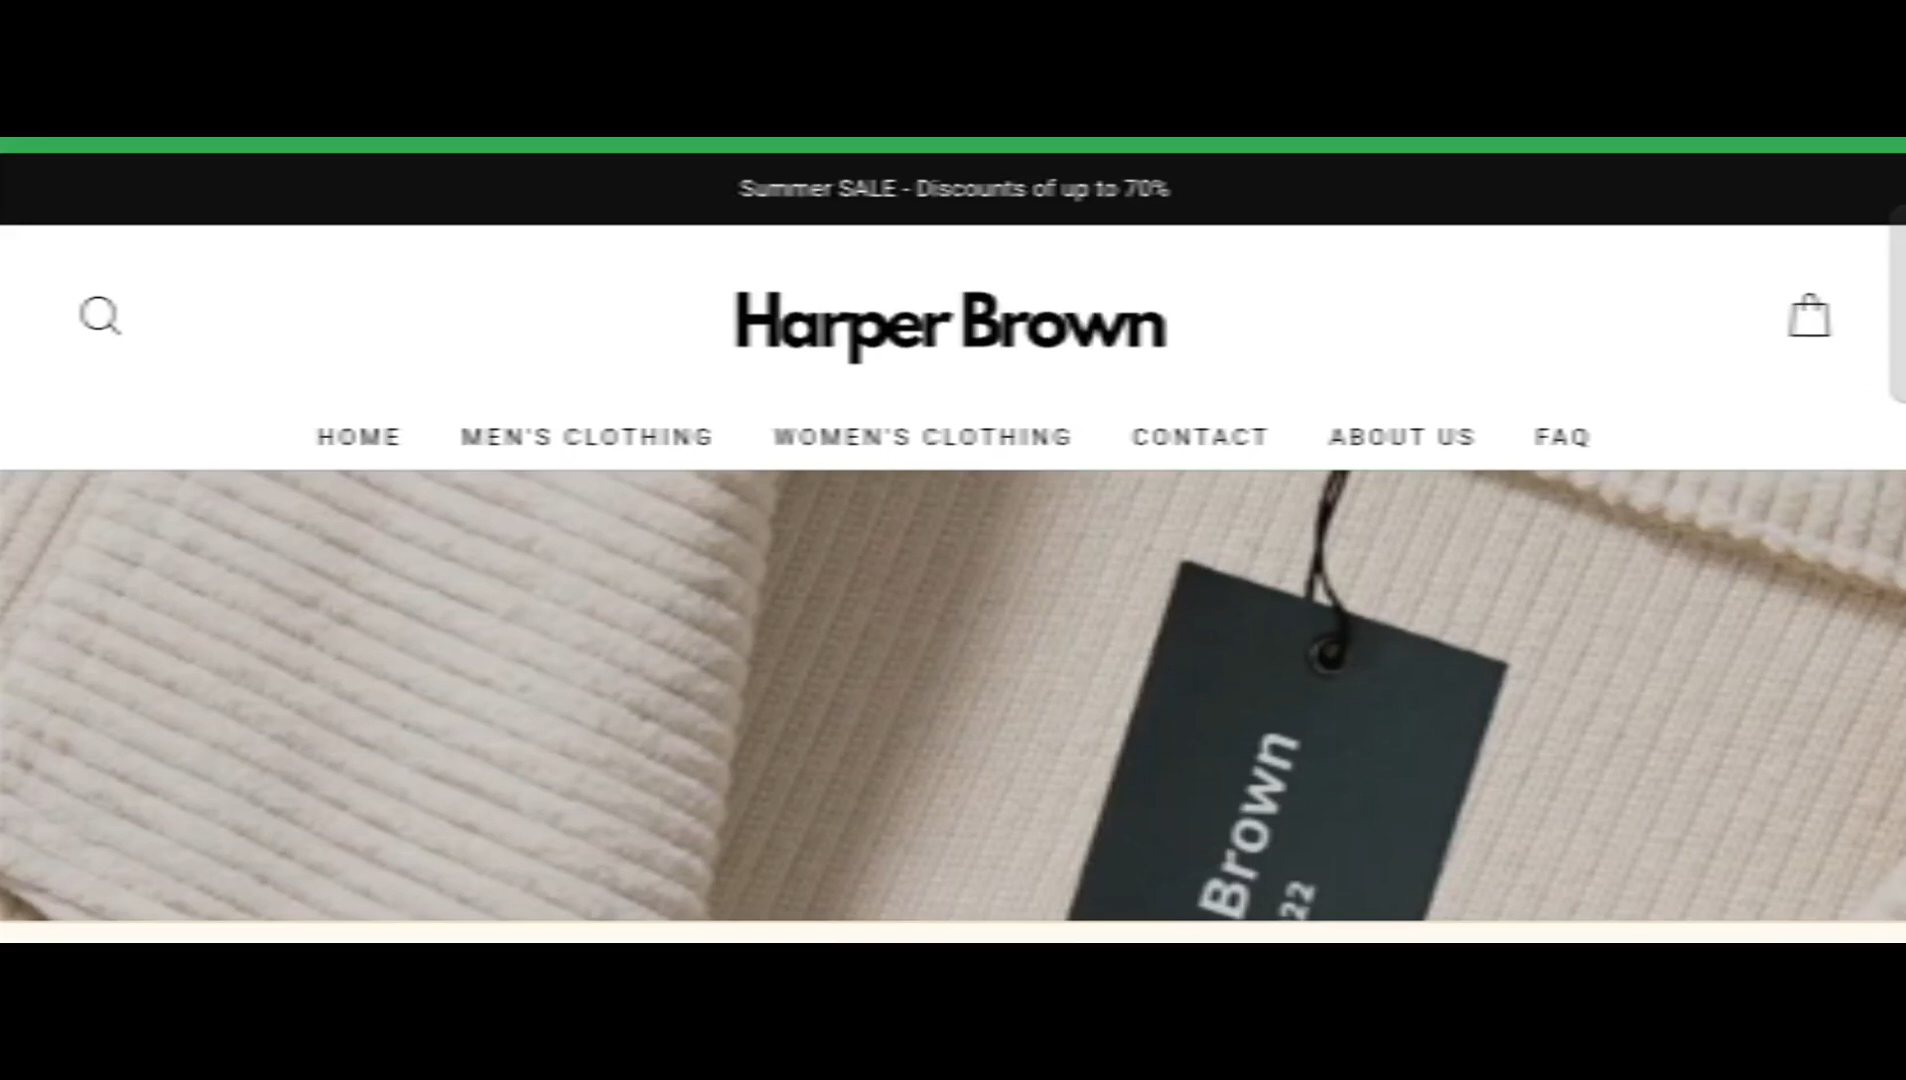 Summer SALE - Discounts of up to 70%
Harper Brown
HOME MEN'S CLOTHING WOMEN'S CLOTHING CONTACT ABOUT US FAQ
Brown
22